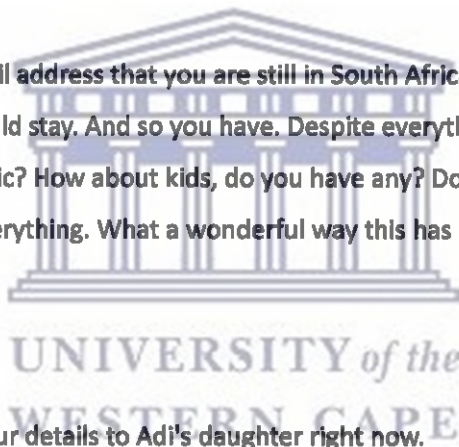 il address that you are still in South Afric
ld stay. And so you have. Despite everyth
ic? How about kids, do you have any? Do
erything. What a wonderful way this has
UNIVERSITY of the
ur details to Adi's daughter right now.
WESTERN CAPE